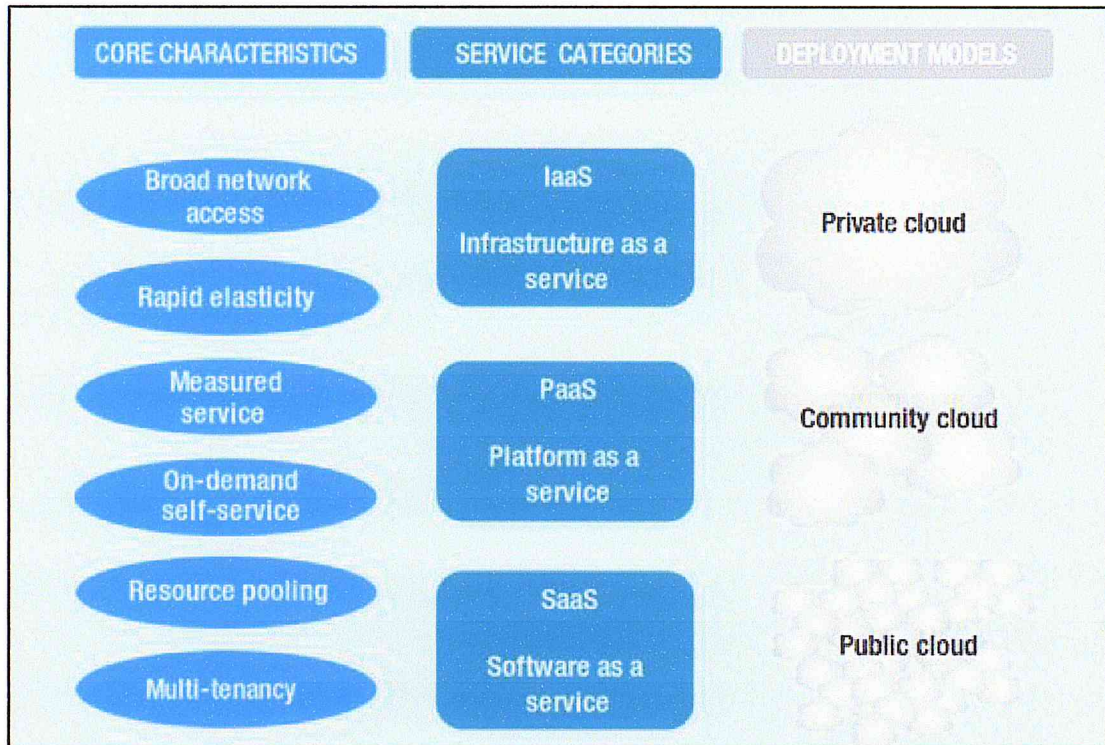 CORE CHARACTERISTICS
SERVICE CATEGORIES
DEPLOYMENT MODELS
Broad network
access
Rapid elasticity
Measured
service
On-demand
self-service
Resource pooling
Multi-tenancy
IaaS
Infrastructure as a
service
PaaS
Platform as a
service
SaaS
Software as a
service
Private cloud
Community cloud
Public cloud